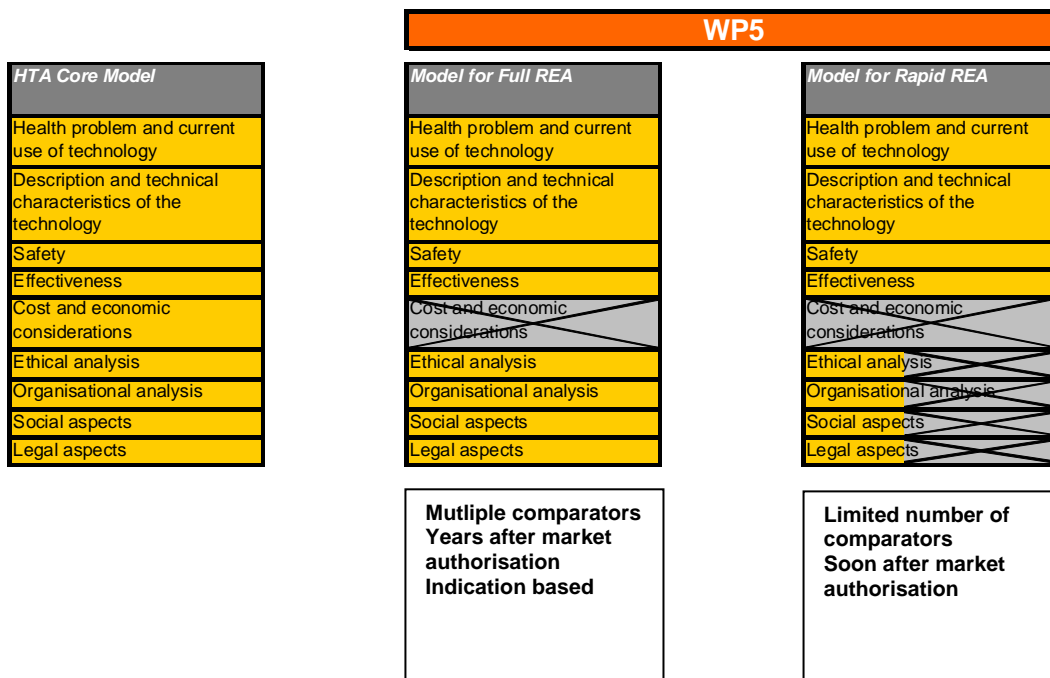 WP5
HTA Core Model
Health problem and current
use of technology
Description and technical
characteristics of the
technology
Safety
Effectiveness
Cost and economic
considerations
Ethical analysis
Organisational analysis
Social aspects
Legal aspects
Model for Full REA
Health problem and current
use of technology
Description and technical
characteristics of the
technology
Safety
Effectiveness
Cost and economic
considerations
Ethical analysis
Organisational analysis
Social aspects
Legal aspects
Mutliple comparators
Years after market
authorisation
Indication based
Model for Rapid REA
Health problem and current
use of technology
Description and technical
characteristics of the
technology
Safety
Effectiveness
Cost and economic
considerations
Ethical analysis
Organisational analysis
Social aspects
Legal aspects
Limited number of
comparators
Soon after market
authorisation